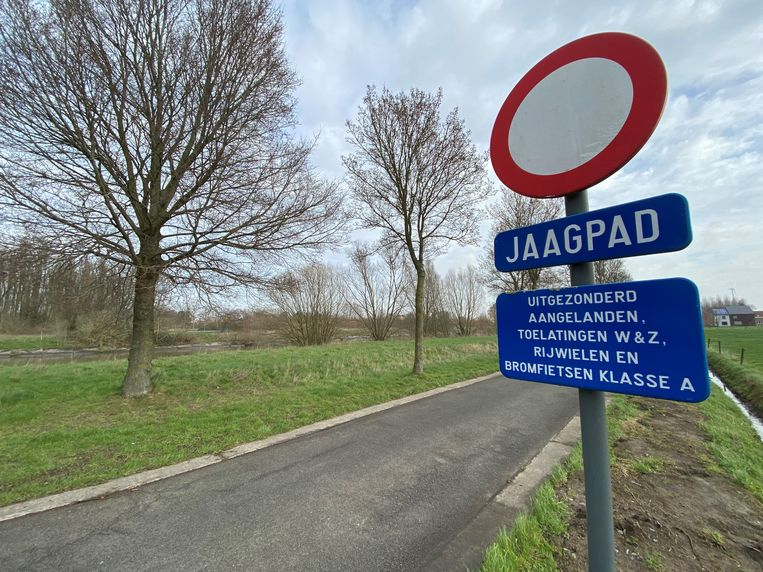 JAAGPAD
UITGEZONDERD
AANGELANDEN,
TOELATINGEN W&Z,
RIJWIELEN EN
BROMFIETSEN KLASSE A